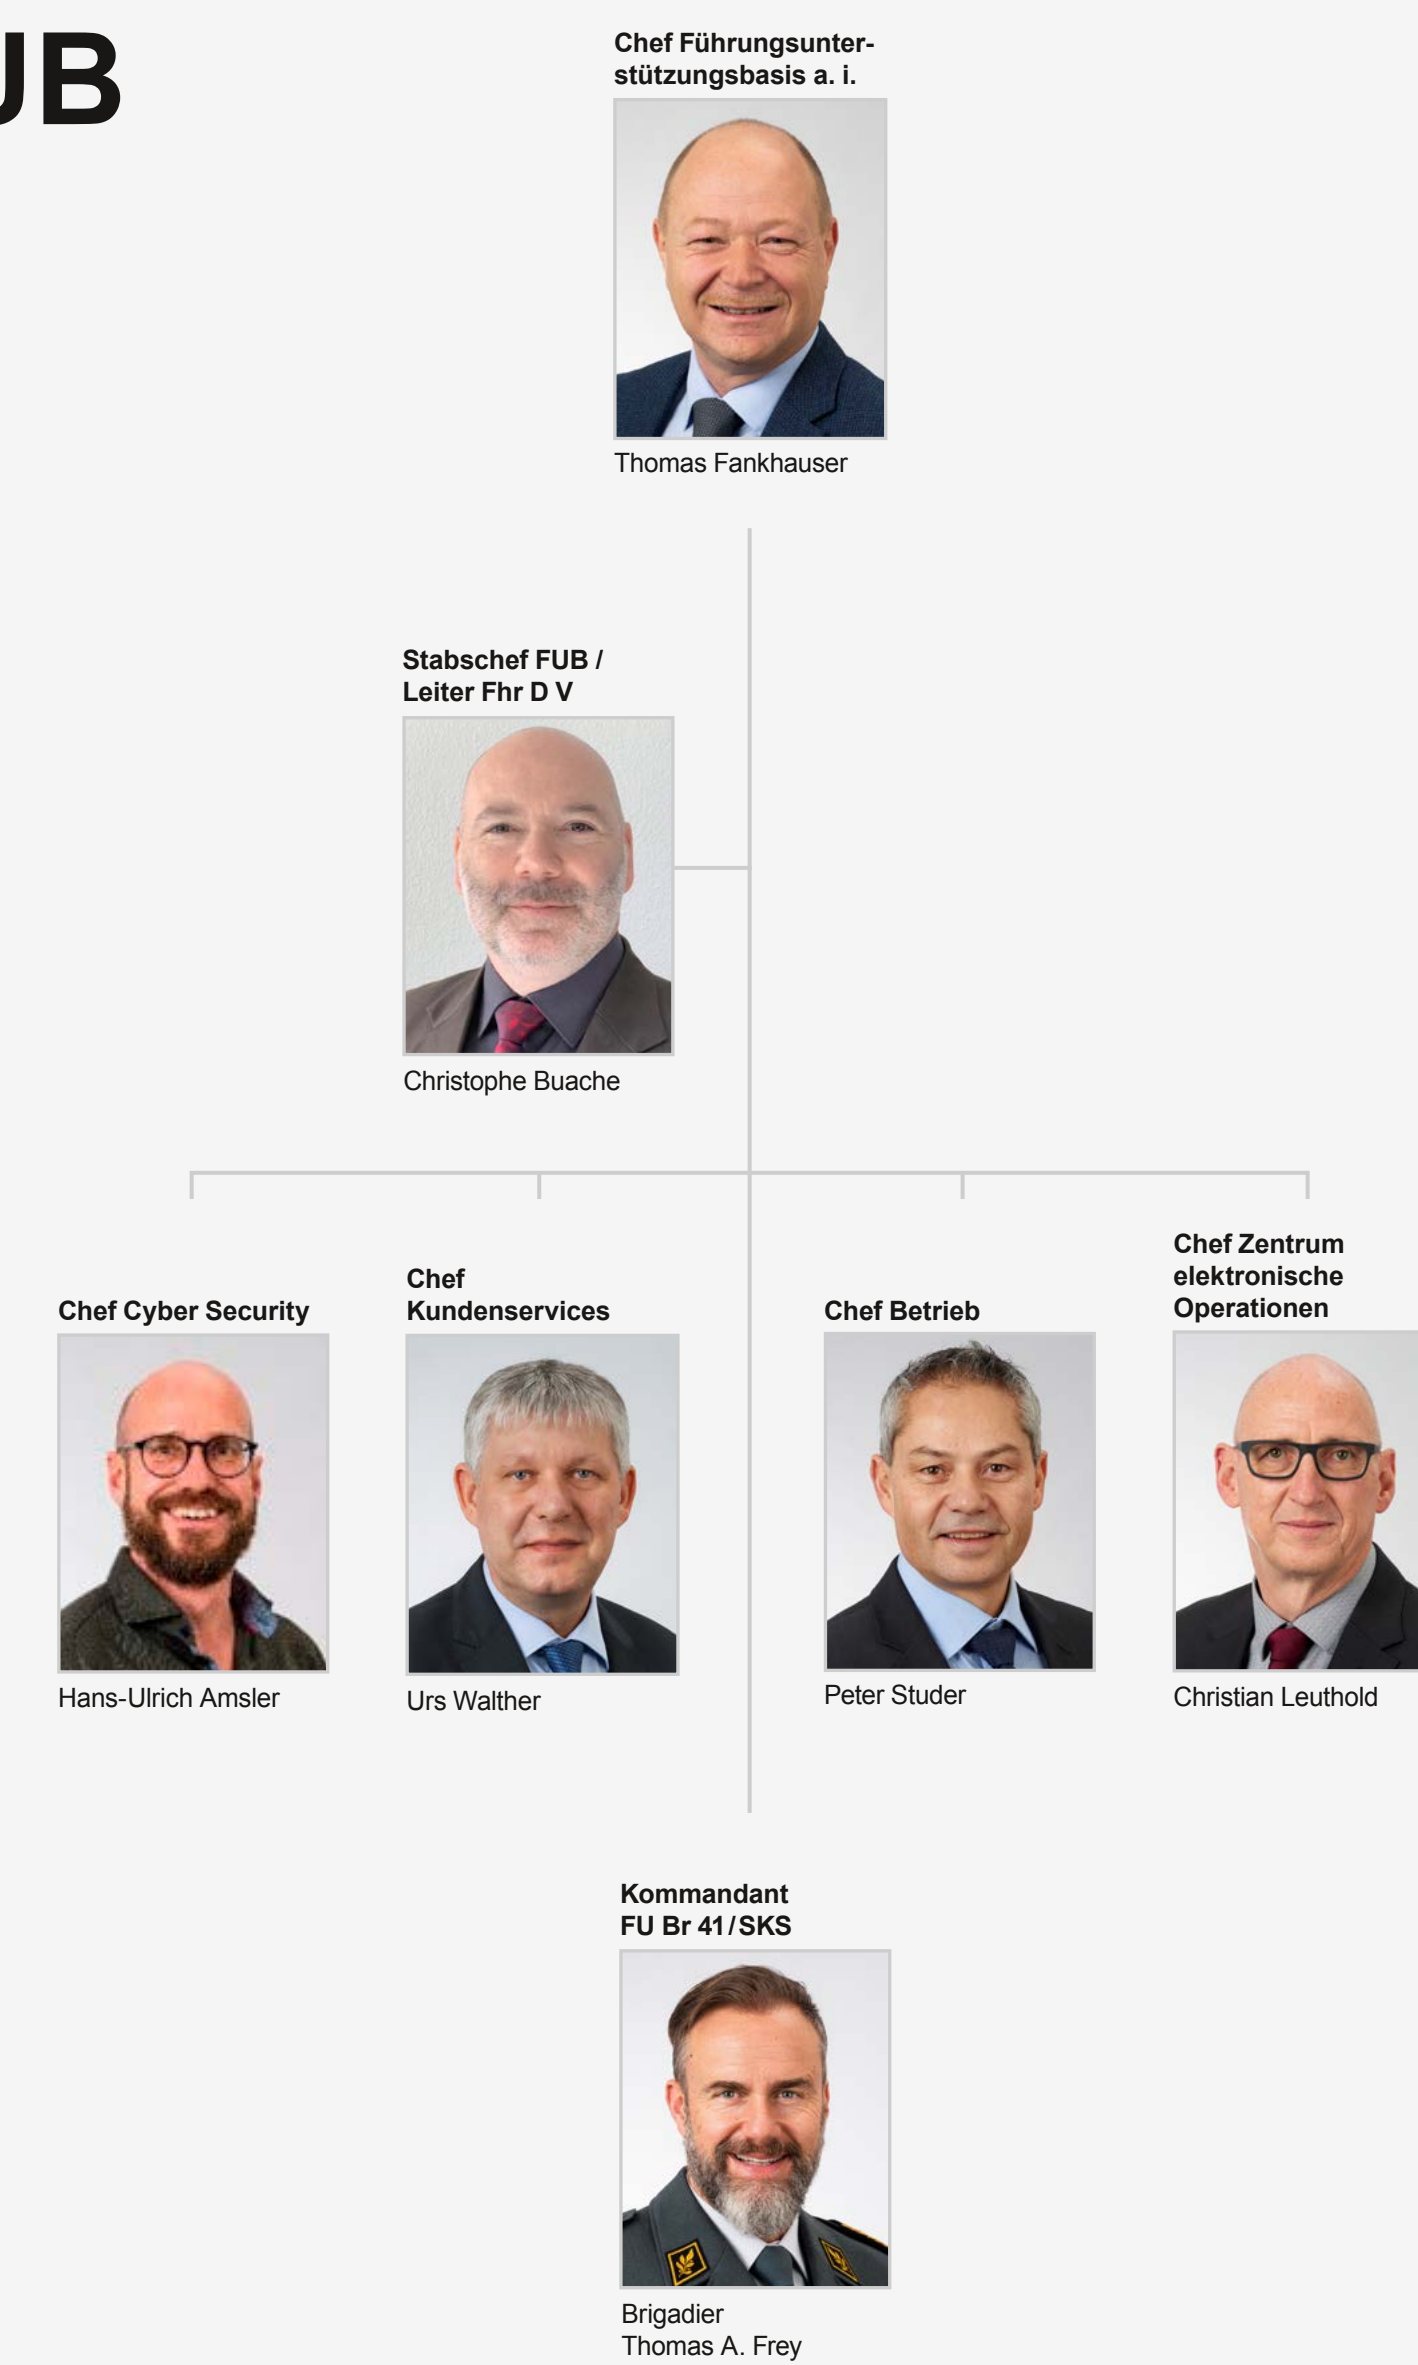 UB
Chef Führungsunter-
stützungsbasis a. i.
Thomas Fankhauser
Stabschef FUB /
Leiter Fhr D V
Christophe Buache
Chef Cyber Security
Hans-Ulrich Amsler
Chef
Kundenservices
Urs Walther
Chef Betrieb
Peter Studer
Chef Zentrum
elektronische
Operationen
Christian Leuthold
Kommandant
FU Br 41/SKS
Brigadier
Thomas A. Frey